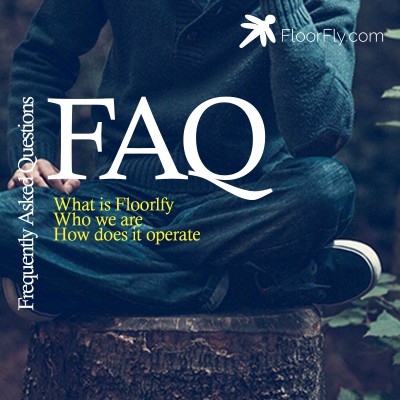 FloorFly.com
FAQ
Frequently Asked Questions
What is Floorlfy
Who we are
How does it operate